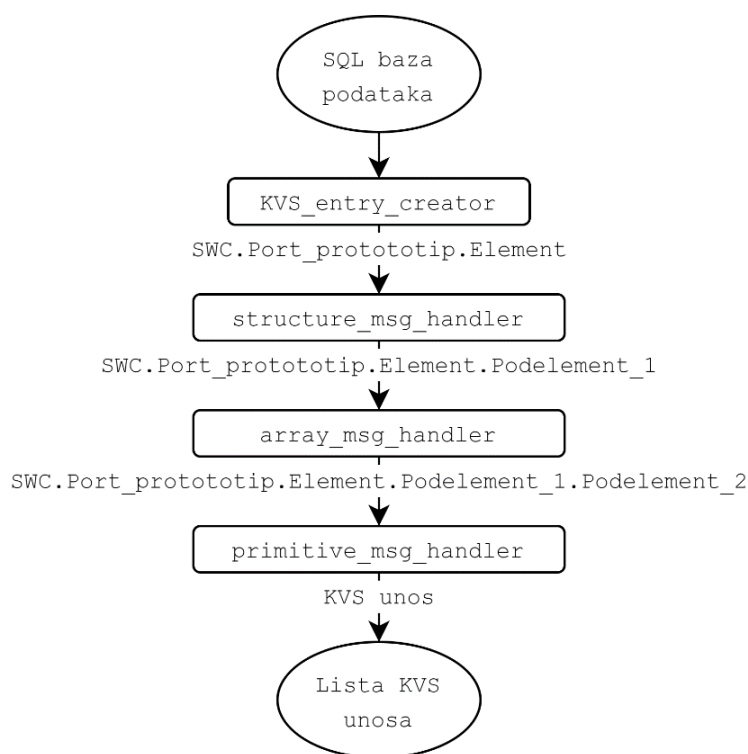 SQL baza
podataka
KVS_entry_creator
SWC.Port_protototip.Element
structure_msg_handler
SWC.Port_protototip.Element.Podelement_1
array_msg_handler
SWC.Port_protototip.Element.Podelement_1.Podelement_2
primitive_msg_handler
KVS unos
Lista KVS
unosa